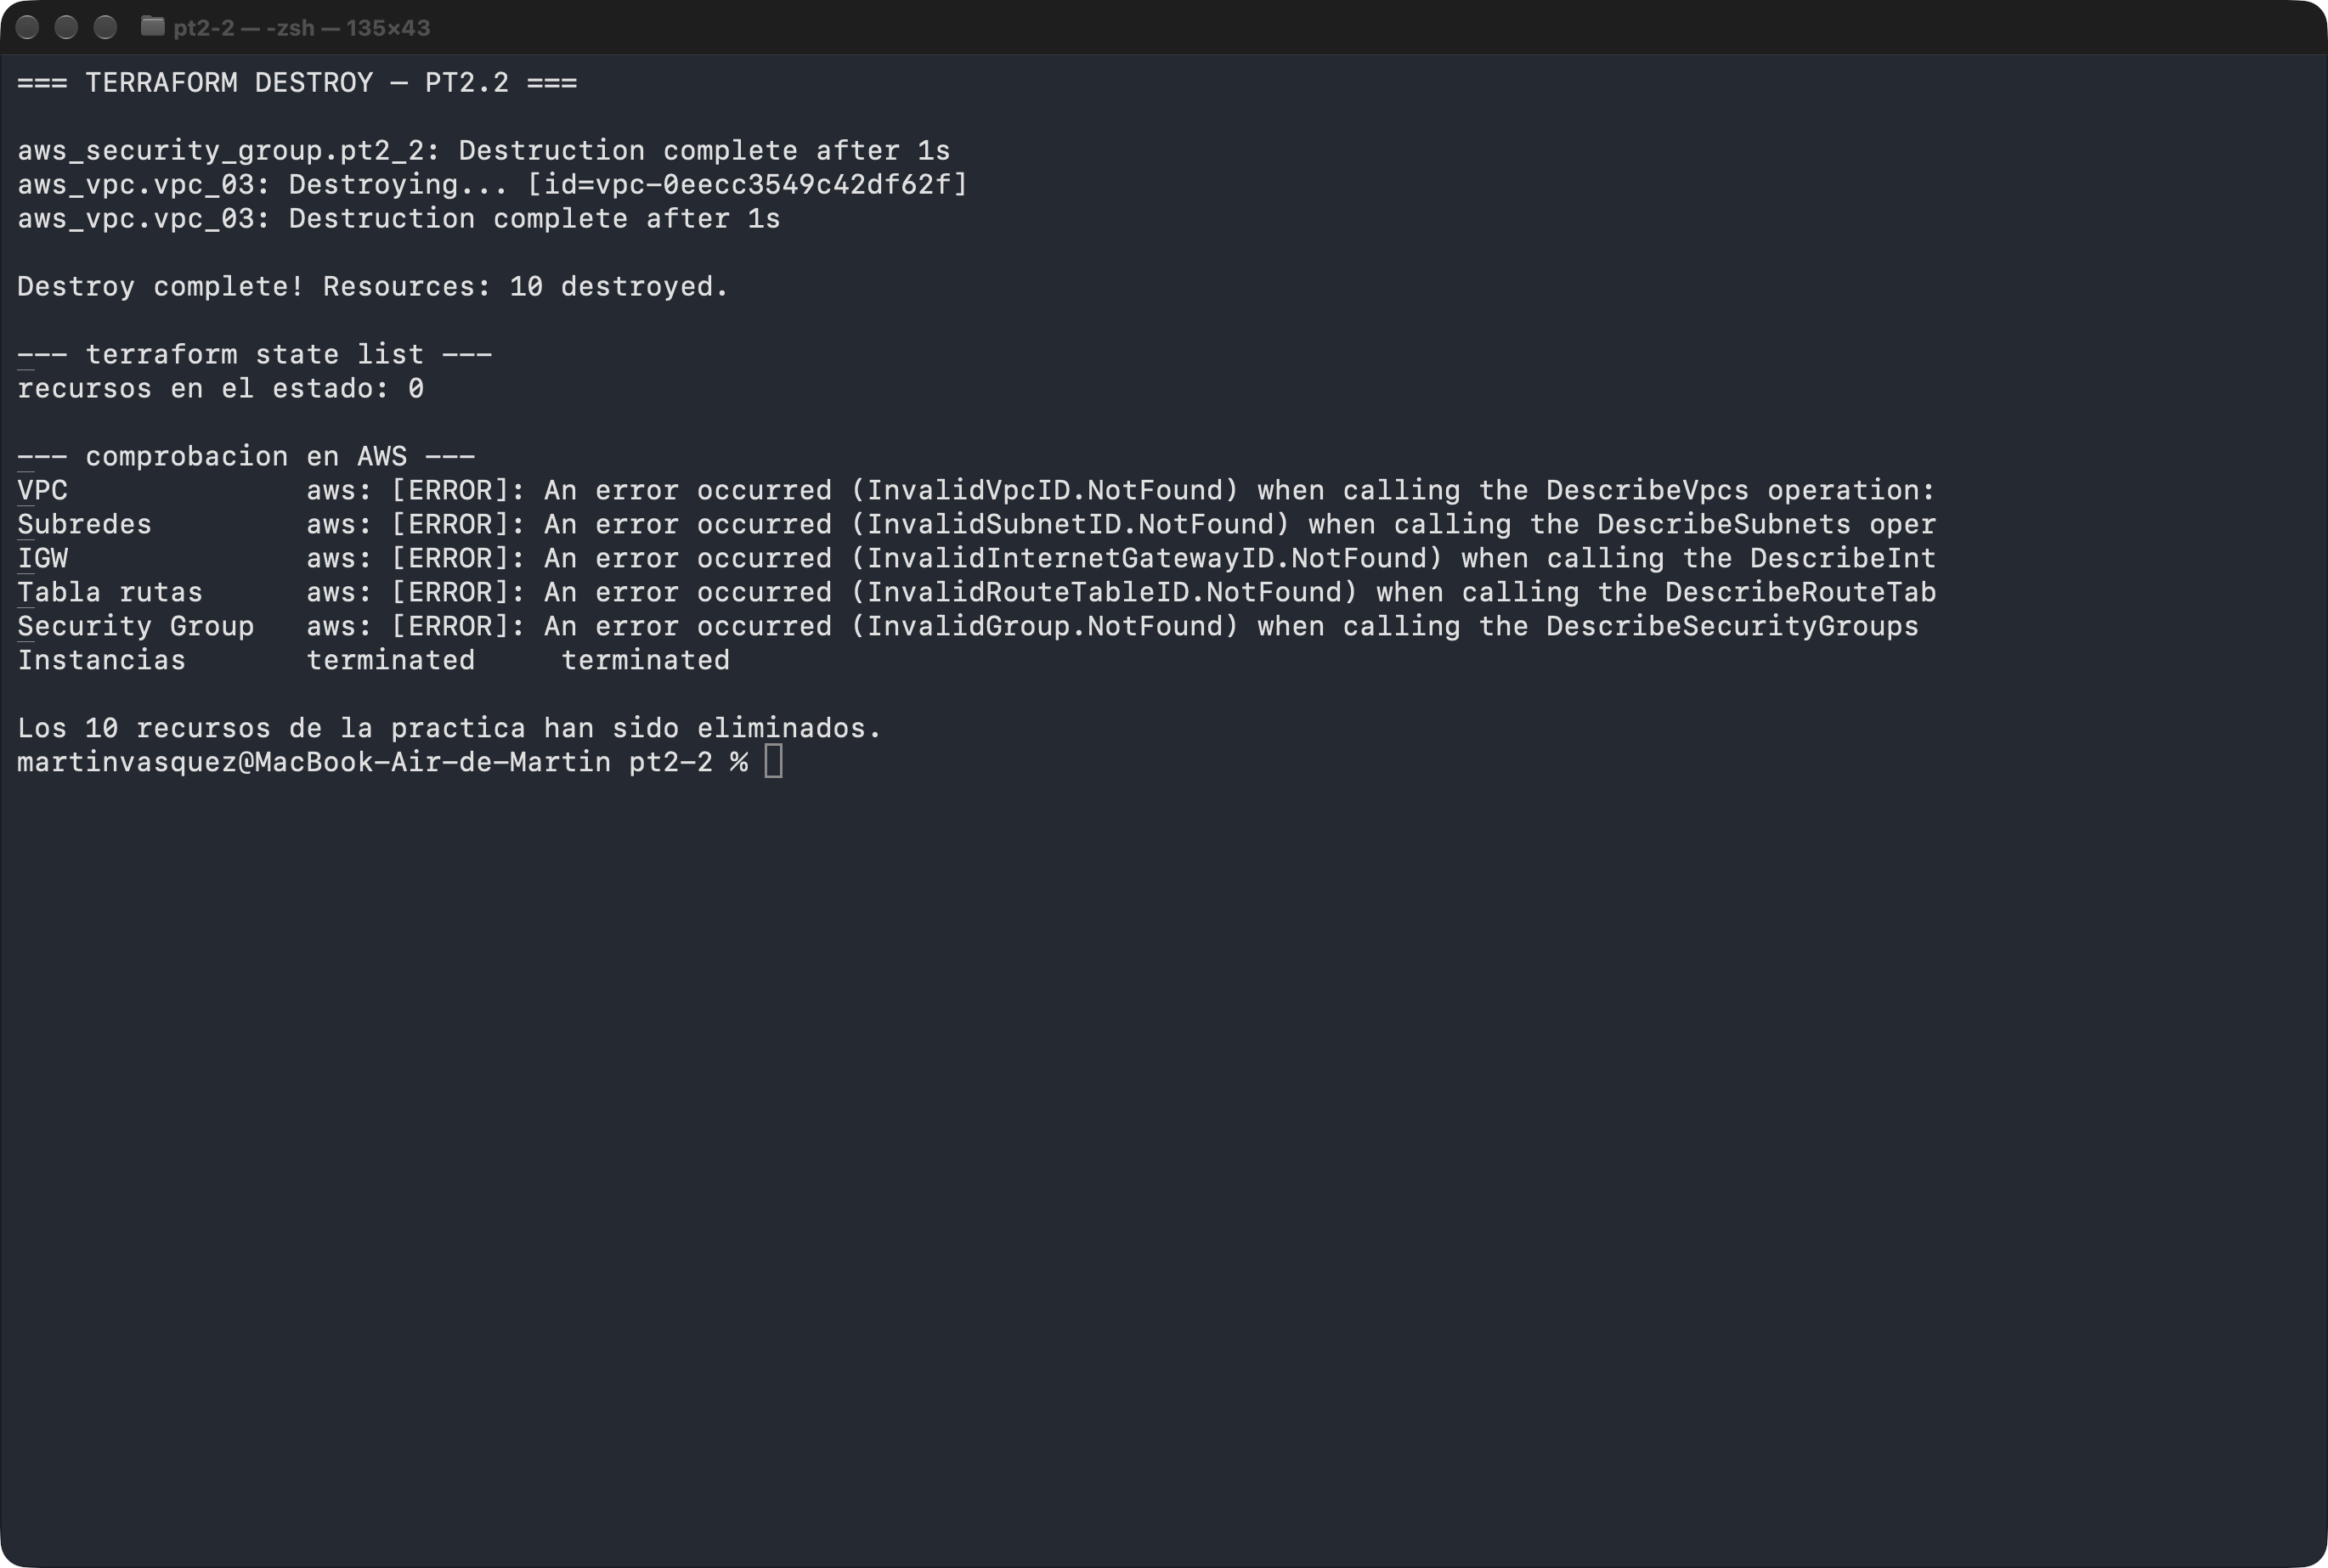 pt2-2 — -zsh — 135×43
=== TERRAFORM DESTROY — PT2.2 ===
aws_security_group.pt2_2: Destruction complete after 1s
aws_vpc.vpc_03: Destroying... [id=vpc-0eecc3549c42df62f]
aws_vpc.vpc_03: Destruction complete after 1s
Destroy complete! Resources: 10 destroyed.
--- terraform state list ---
recursos en el estado: 0
--- comprobacion en AWS ---
VPC              aws: [ERROR]: An error occurred (InvalidVpcID.NotFound) when calling the DescribeVpcs operation:
Subredes         aws: [ERROR]: An error occurred (InvalidSubnetID.NotFound) when calling the DescribeSubnets oper
IGW              aws: [ERROR]: An error occurred (InvalidInternetGatewayID.NotFound) when calling the DescribeInt
Tabla rutas      aws: [ERROR]: An error occurred (InvalidRouteTableID.NotFound) when calling the DescribeRouteTab
Security Group   aws: [ERROR]: An error occurred (InvalidGroup.NotFound) when calling the DescribeSecurityGroups
Instancias       terminated     terminated
Los 10 recursos de la practica han sido eliminados.
martinvasquez@MacBook-Air-de-Martin pt2-2 %